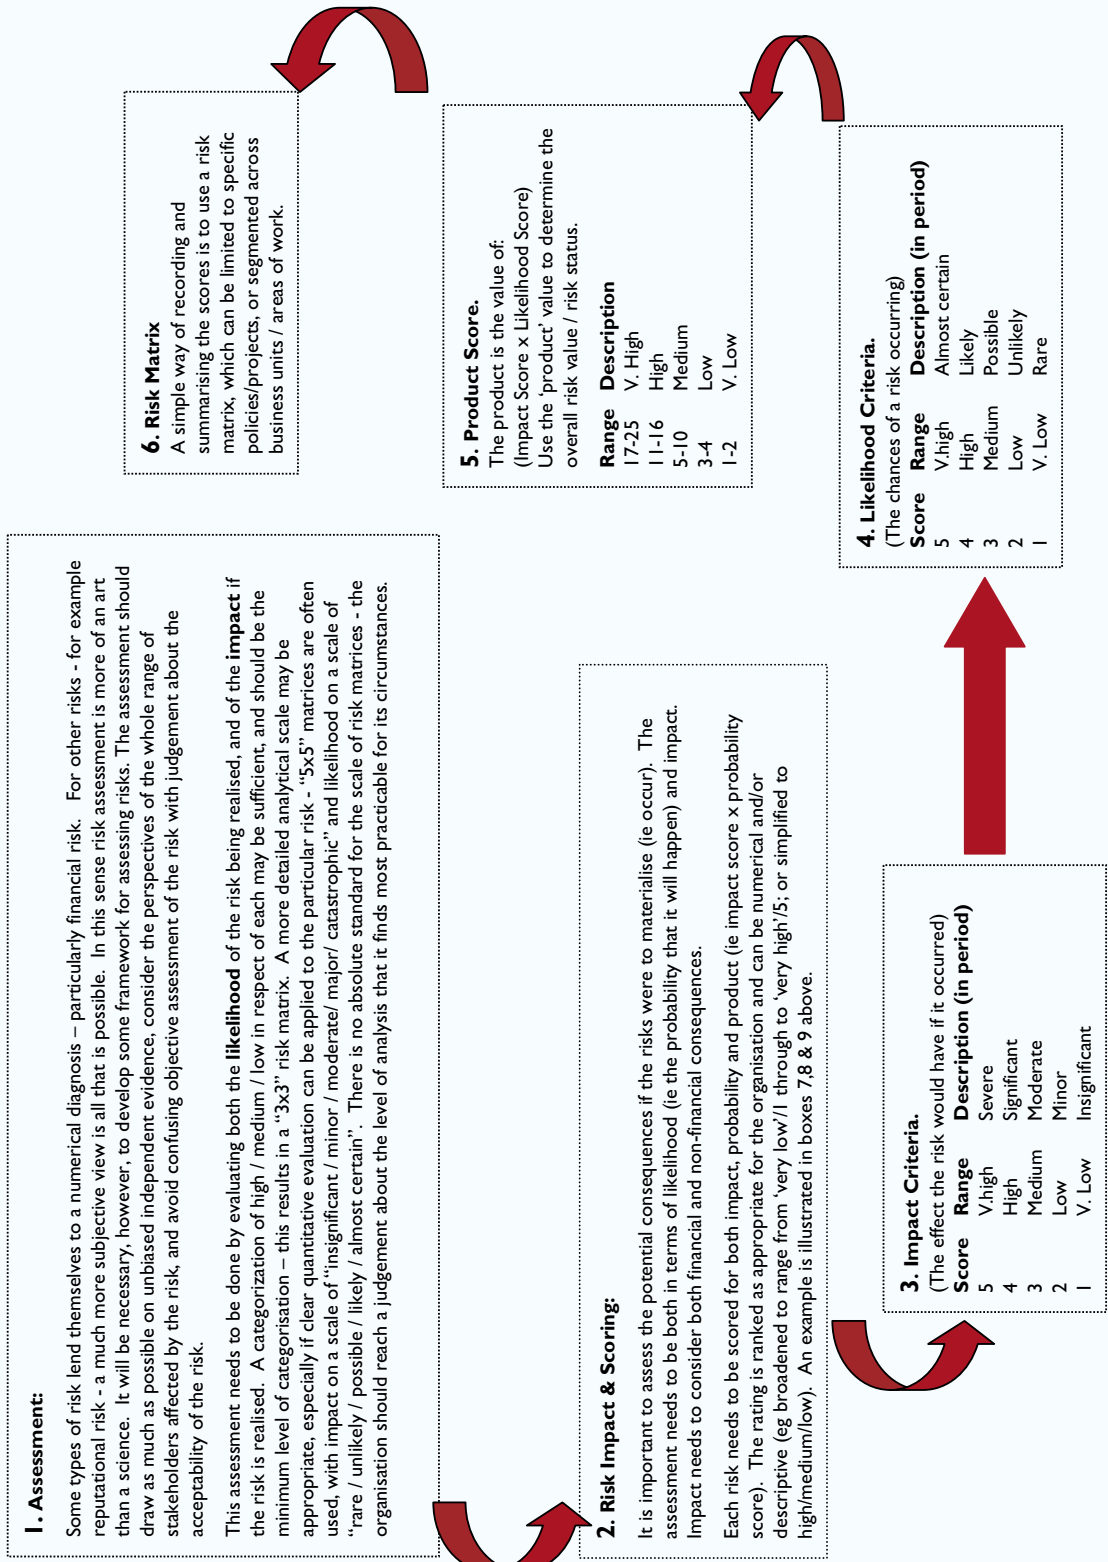 1. Assessment:
Some types of risk lend themselves to a numerical diagnosis – particularly financial risk. For other risks - for example
reputational risk - a much more subjective view is all that is possible. In this sense risk assessment is more of an art
than a science. It will be necessary, however, to develop some framework for assessing risks. The assessment should
draw as much as possible on unbiased independent evidence, consider the perspectives of the whole range of
stakeholders affected by the risk, and avoid confusing objective assessment of the risk with judgement about the
acceptability of the risk.
This assessment needs to be done by evaluating both the likelihood of the risk being realised, and of the impact if
the risk is realised. A categorization of high / medium / low in respect of each may be sufficient, and should be the
minimum level of categorisation – this results in a “3x3” risk matrix. A more detailed analytical scale may be
appropriate, especially if clear quantitative evaluation can be applied to the particular risk - “5x5” matrices are often
used, with impact on a scale of “insignificant / minor / moderate/ major/ catastrophic” and likelihood on a scale of
“rare / unlikely / possible / likely / almost certain”. There is no absolute standard for the scale of risk matrices - the
organisation should reach a judgement about the level of analysis that it finds most practicable for its circumstances.
2. Risk Impact & Scoring:
It is important to assess the potential consequences if the risks were to materialise (ie occur). The
assessment needs to be both in terms of likelihood (ie the probability that it will happen) and impact.
Impact needs to consider both financial and non-financial consequences.
Each risk needs to be scored for both impact, probability and product (ie impact score x probability
score). The rating is ranked as appropriate for the organisation and can be numerical and/or
descriptive (eg broadened to range from ‘very low’/1 through to ‘very high’/5; or simplified to
high/medium/low). An example is illustrated in boxes 7,8 & 9 above.
3. Impact Criteria.
(The effect the risk would have if it occurred)
Score Range Description (in period)
5 V.high Severe
4 High Significant
3 Medium Moderate
2 Low Minor
1 V. Low Insignificant
4. Likelihood Criteria.
(The chances of a risk occurring)
Score Range Description (in period)
5 V.high Almost certain
4 High Likely
3 Medium Possible
2 Low Unlikely
1 V. Low Rare
5. Product Score.
The product is the value of:
(Impact Score x Likelihood Score)
Use the ‘product’ value to determine the
overall risk value / risk status.
Range Description
17-25 V. High
11-16 High
5-10 Medium
3-4 Low
1-2 V. Low
6. Risk Matrix
A simple way of recording and
summarising the scores is to use a risk
matrix, which can be limited to specific
policies/projects, or segmented across
business units / areas of work.